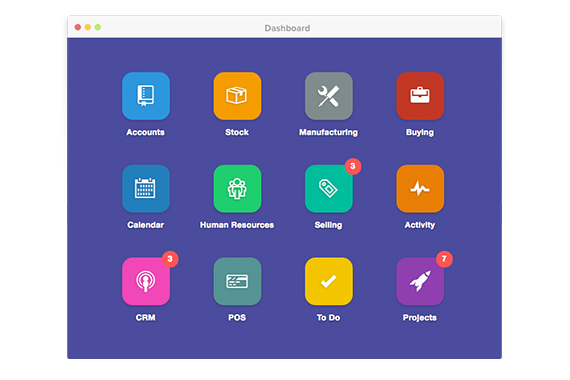 Dashboard
Accounts
Stock
Manufacturing
Buying
3
Calendar
Human Resources
Selling
Activity
3
7
CRM
POS
To Do
Projects